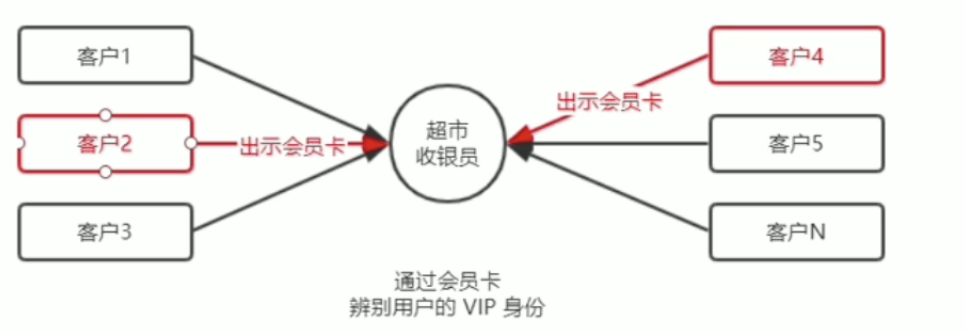 客户1
客户4
出示会员卡
客户2
出示会员卡
超市
收银员
客户5
客户3
客户N
通过会员卡
辨别用户的 VIP 身份